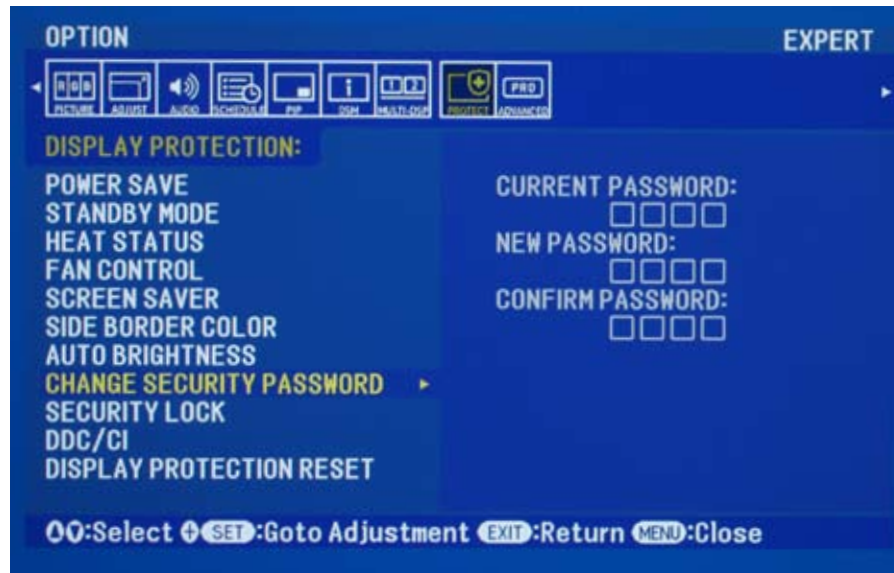 OPTION
EXPERT
RGB
PRO
PICTURE ADJUST AUDIO SCHEDULE PIP OSM MULTI-DSP PROTECT ADVANCED
DISPLAY PROTECTION:
POWER SAVE
STANDBY MODE
HEAT STATUS
FAN CONTROL
SCREEN SAVER
SIDE BORDER COLOR
AUTO BRIGHTNESS
CHANGE SECURITY PASSWORD
SECURITY LOCK
DDC/CI
DISPLAY PROTECTION RESET
CURRENT PASSWORD:
NEW PASSWORD:
CONFIRM PASSWORD:
:Select SET:Goto Adjustment EXIT:Return MENU:Close